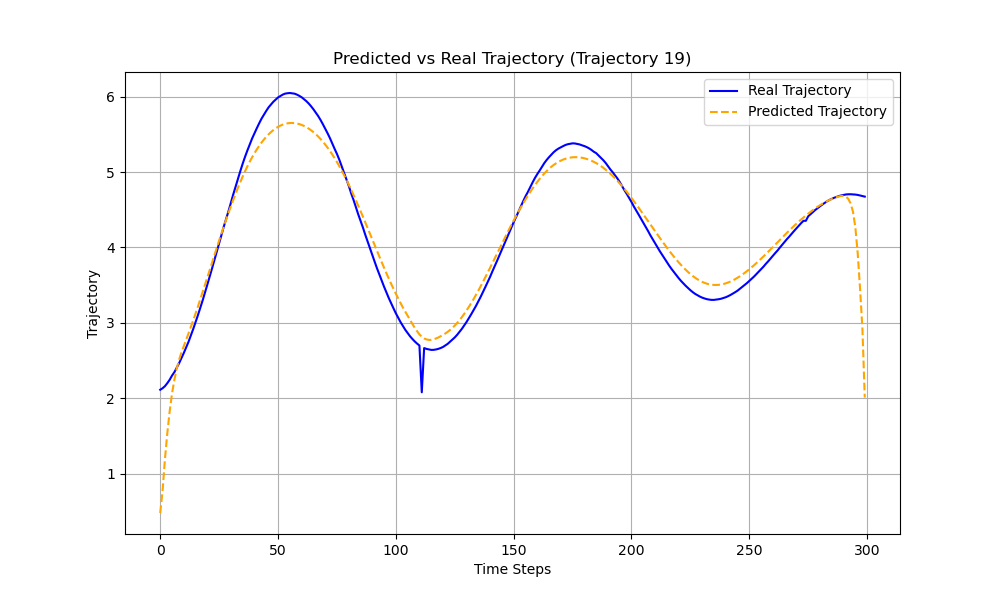 Predicted vs Real Trajectory (Trajectory 19)
Real Trajectory
Predicted Trajectory
Trajectory
6
5
4
3
2
1
0 50 100 150 200 250 300
Time Steps